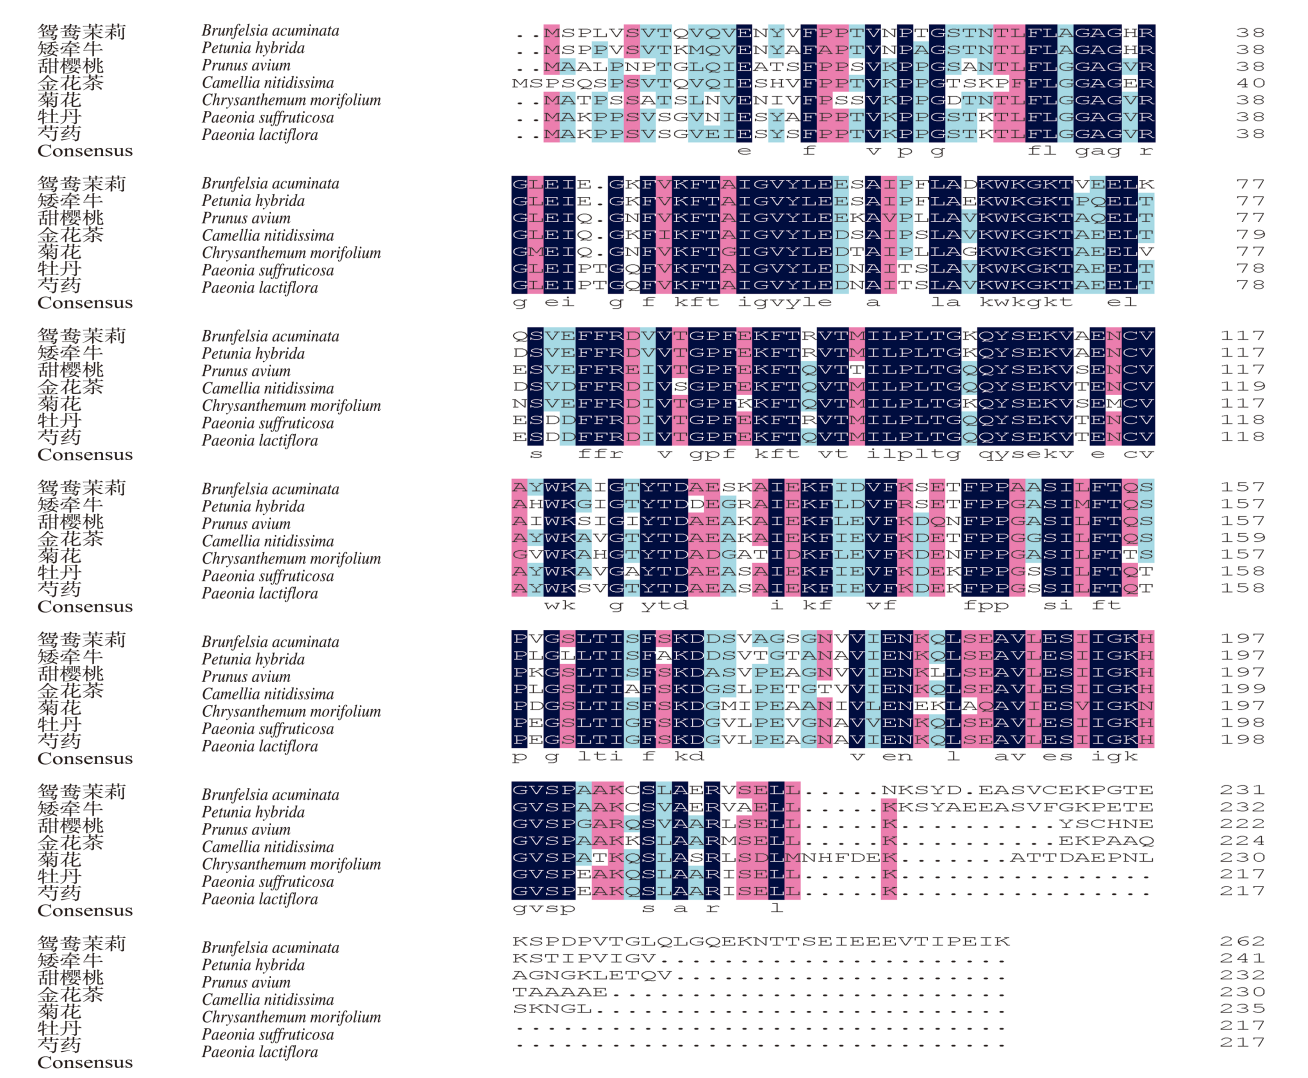 鸳鸯茉莉 Brunfelsia acuminata ..MSPLVSVTQVQVENYVFPPTVNPTGSTNTLFLAGAGHR 38
矮牵牛 Petunia hybrida ..MSPPVSVTKMQVENYAFAPTVNPAGSTNTLFLAGAGHR 38
甜樱桃 Prunus avium ..MAALPNPTGLQIEATSFPPSVKPPGSANTLFLGGAGVR 38
金花茶 Camellia nitidissima MSPSQSPSVTQVQIESHVFPPTVKPPGTSKPFFLGGAGER 40
菊花 Chrysanthemum morifolium ..MATPSSATSLNVENIVFPSSVKPPGDTNTLFLGGAGVR 38
牡丹 Paeonia suffruticosa ..MAKPPSVSGVNIESYAFPPTVKPPGSTKTLFLGGAGVR 38
芍药 Paeonia lactiflora ..MAKPPSVSGVEIESYSFPPTVKPPGSTKTLFLGGAGVR 38
Consensus e f v p g fl gag r
鸳鸯茉莉 Brunfelsia acuminata GLEIE.GKFVKFTAIGVYLEESAIPFLADKWKGKTVEELK 77
矮牵牛 Petunia hybrida GLEIE.GKFVKFTAIGVYLEESAIPFLAEKWKGKTPQELT 77
甜樱桃 Prunus avium GLEIQ.GNFVKFTAIGVYLEEKAVPLLAVKWKGKTAQELT 77
金花茶 Camellia nitidissima GLEIQ.GKFIKFTAIGVYLEDSAIPSLAVKWKGKTAEELT 79
菊花 Chrysanthemum morifolium GMEIQ.GNFVKFTGIGVYLEDTAIPLLAGKWKGKTAEELV 77
牡丹 Paeonia suffruticosa GLEIPTGQFVKFTAIGVYLEDNAITSLAVKWKGKTAEELT 78
芍药 Paeonia lactiflora GLEIPTGQFVKFTAIGVYLEDNAITSLAVKWKGKTAEELT 78
Consensus g ei g f kft igvyle a la kwkgkt el
鸳鸯茉莉 Brunfelsia acuminata QSVEFFRDVVTGPFEKFTRVTMILPLTGKQYSEKVAENCV 117
矮牵牛 Petunia hybrida DSVEFFRDVVTGPFEKFTRVTMILPLTGKQYSEKVAENCV 117
甜樱桃 Prunus avium ESVEFFREIVTGPFEKFTQVTTILPLTGQQYSEKVSENCV 117
金花茶 Camellia nitidissima DSVDFFRDIVSGPFEKFTQVTMILPLTGQQYSEKVTENCV 119
菊花 Chrysanthemum morifolium NSVEFFRDIVTGPFKKFTQVTMILPLTGKQYSEKVSEMCV 117
牡丹 Paeonia suffruticosa ESDDFFRDIVTGPFEKFTRVTMILPLTGQQYSEKVTENCV 118
芍药 Paeonia lactiflora ESDDFFRDIVTGPFEKFTQVTMILPLTGQQYSEKVTENCV 118
Consensus s ffr v gpf kft vt ilpltg qysekv e cv
鸳鸯茉莉 Brunfelsia acuminata AYWKAIGTYTDAESKAIEKFIDVFKSETFPPAASILFTQS 157
矮牵牛 Petunia hybrida AHWKGIGTYTDDEGRAIEKFLDVFRSETFPPGASIMFTQS 157
甜樱桃 Prunus avium AIWKSIGIYTDAEAKAIEKFLEVFKDQNFPPGASILFTQS 157
金花茶 Camellia nitidissima AYWKAVGTYTDAEAKAIEKFIEVFKDETFPPGGSILFTQS 159
菊花 Chrysanthemum morifolium GVWKAHGTYTDADGATIDKFLEVFKDENFPPGASILFTTS 157
牡丹 Paeonia suffruticosa AYWKAVGAYTDAEASAIEKFIEVFKDEKFPPGSSILFTQT 158
芍药 Paeonia lactiflora AYWKSVGTYTDAEASAIEKFIEVFKDEKFPPGSSILFTQT 158
Consensus wk g ytd i kf vf fpp si ft
鸳鸯茉莉 Brunfelsia acuminata PVGSLTISFSKDDSVAGSGNVVIENKQLSEAVLESIIGKH 197
矮牵牛 Petunia hybrida PLGLLTISFAKDDSVTGTANAVIENKQLSEAVLESIIGKH 197
甜樱桃 Prunus avium PKGSLTISFSKDASVPEAGNVVIENKLLSEAVLESIIGKH 197
金花茶 Camellia nitidissima PLGSLTIAFSKDGSLPETGTVVIENKQLSEAVLESIIGKH 199
菊花 Chrysanthemum morifolium PDGSLTISFSKDGMIPEAANIVLENEKLAQAVIESVIGKN 197
牡丹 Paeonia suffruticosa PEGSLTIGFSKDGVLPEVGNAVVENKQLSEAVLESIIGKH 198
芍药 Paeonia lactiflora PEGSLTIGFSKDGVLPEAGNAVIENKQLSEAVLESIIGKH 198
Consensus p g lti f kd v en l av es igk
鸳鸯茉莉 Brunfelsia acuminata GVSPAAKCSLAERVSELL.....NKSYD.EASVCEKPGTE 231
矮牵牛 Petunia hybrida GVSPAAKCSVAERVAELL.....KKSYAEEASVFGKPETE 232
甜樱桃 Prunus avium GVSPGARQSVAARLSELL.....K..........YSCHNE 222
金花茶 Camellia nitidissima GVSPAAKKSLAARMSELL.....K..........EKPAAQ 224
菊花 Chrysanthemum morifolium GVSPATKQSLASRLSDLMNHFDEK.......ATTDAEPNL 230
牡丹 Paeonia suffruticosa GVSPEAKQSLAARISELL.....K................ 217
芍药 Paeonia lactiflora GVSPEAKQSLAARISELL.....K................ 217
Consensus gvsp s a r l
鸳鸯茉莉 Brunfelsia acuminata KSPDPVTGLQLGQEKNTTSEIEEEVTIPEIK 262
矮牵牛 Petunia hybrida KSTIPVIGV...................... 241
甜樱桃 Prunus avium AGNGKLETQV..................... 232
金花茶 Camellia nitidissima TAAAAE......................... 230
菊花 Chrysanthemum morifolium SKNGL.......................... 235
牡丹 Paeonia suffruticosa ............................... 217
芍药 Paeonia lactiflora ............................... 217
Consensus